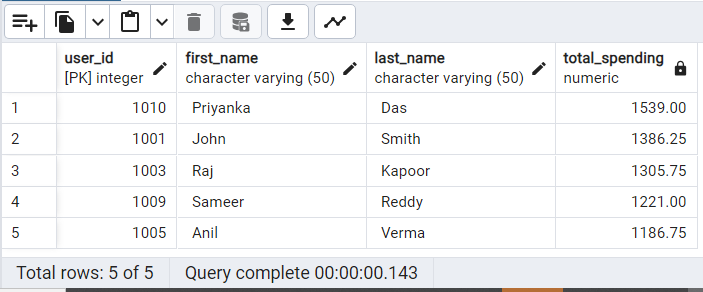 user_id first_name last_name total_spending
[PK] integer character varying (50) character varying (50) numeric
1 1010 Priyanka Das 1539.00
2 1001 John Smith 1386.25
3 1003 Raj Kapoor 1305.75
4 1009 Sameer Reddy 1221.00
5 1005 Anil Verma 1186.75
Total rows: 5 of 5 Query complete 00:00:00.143